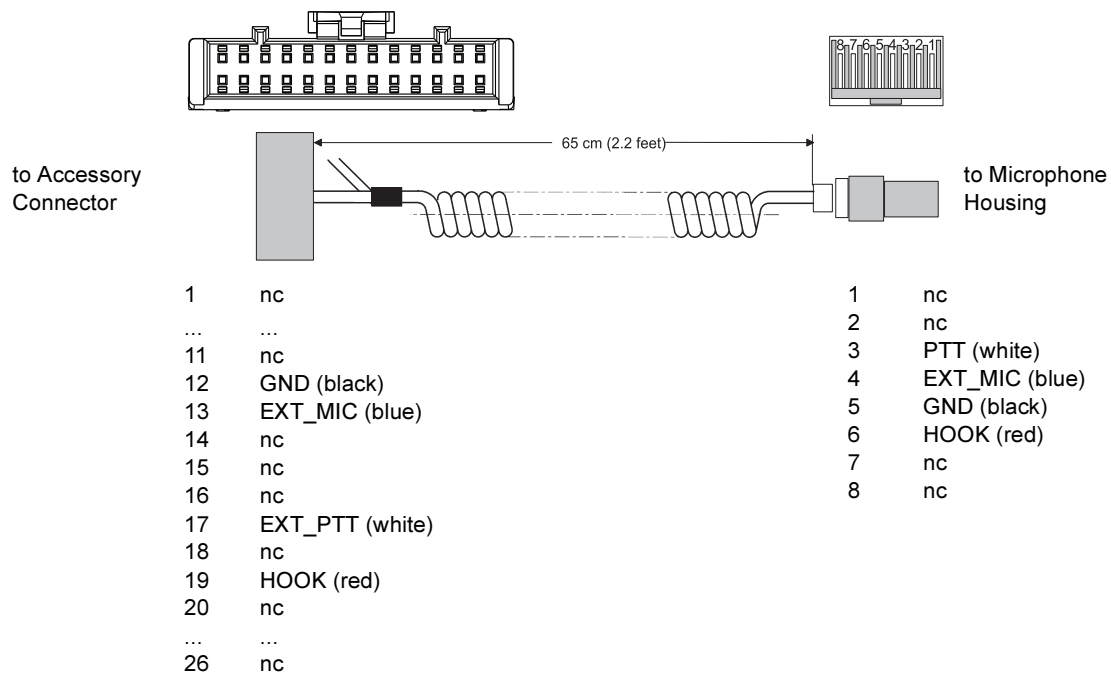 8 7 6 5 4 3 2 1
65 cm (2.2 feet)
to Accessory
Connector
to Microphone
Housing
1 nc
... ...
11 nc
12 GND (black)
13 EXT_MIC (blue)
14 nc
15 nc
16 nc
17 EXT_PTT (white)
18 nc
19 HOOK (red)
20 nc
... ...
26 nc
1 nc
2 nc
3 PTT (white)
4 EXT_MIC (blue)
5 GND (black)
6 HOOK (red)
7 nc
8 nc